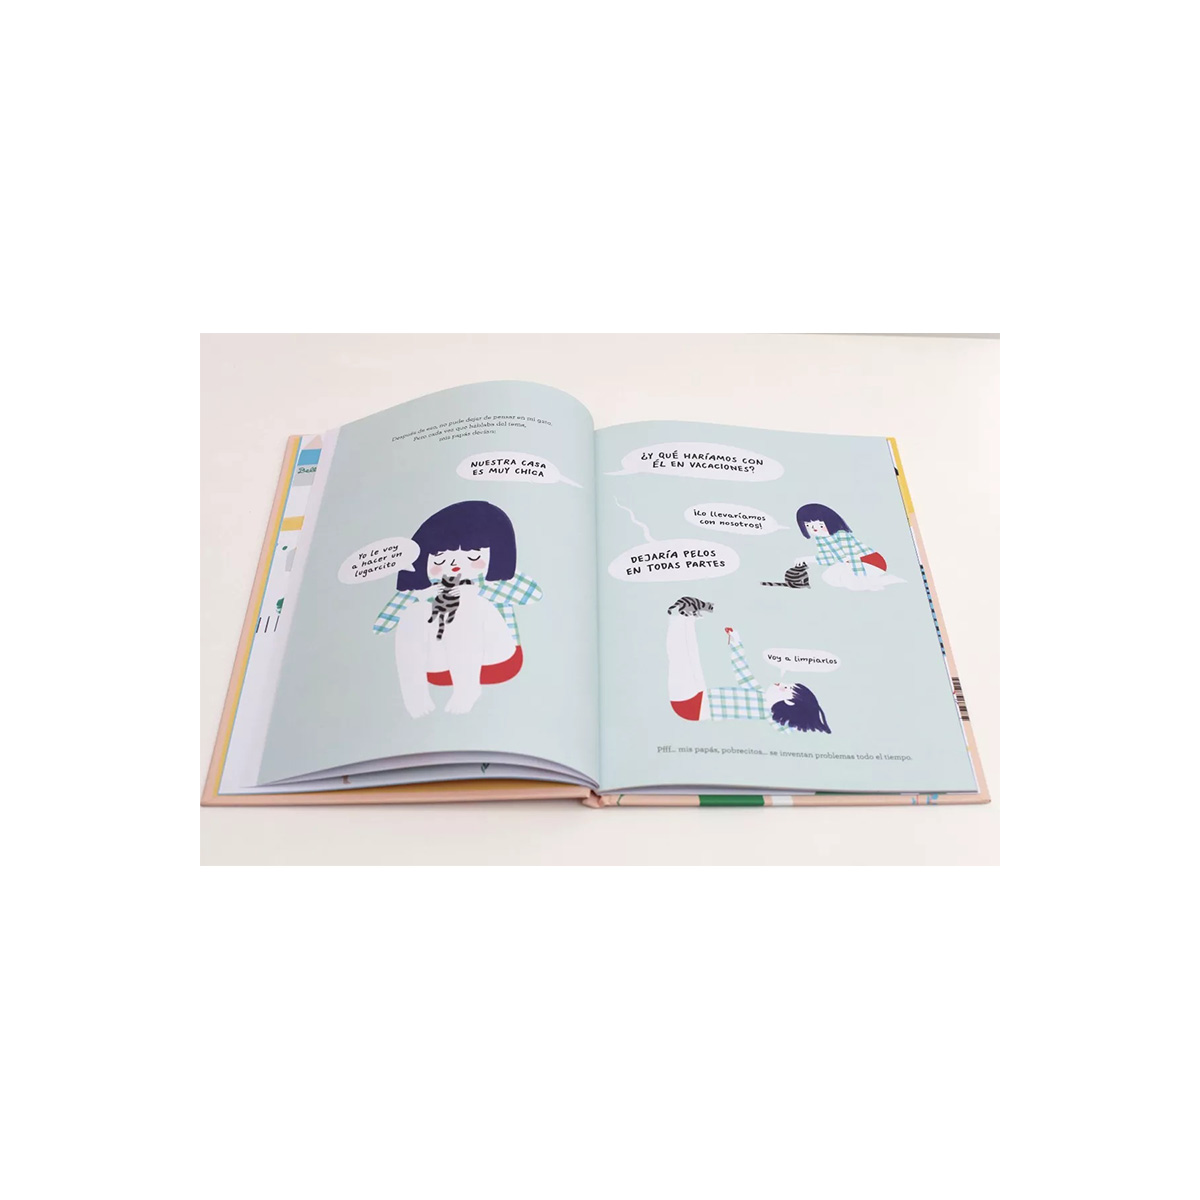 Después de eso, no pude dejar de pensar en mi gato.
Pero cada vez que hablaba del tema,
mis papás decían:
NUESTRA CASA
ES MUY CHICA
Yo le voy
a hacer un
lugarcito
¿Y QUÉ HARÍAMOS CON
ÉL EN VACACIONES?
¡Lo llevaríamos
con nosotros!
DEJARÍA PELOS
EN TODAS PARTES
Voy a limpiarlos
Pfff... mis papás, pobrecitos... se inventan problemas todo el tiempo.